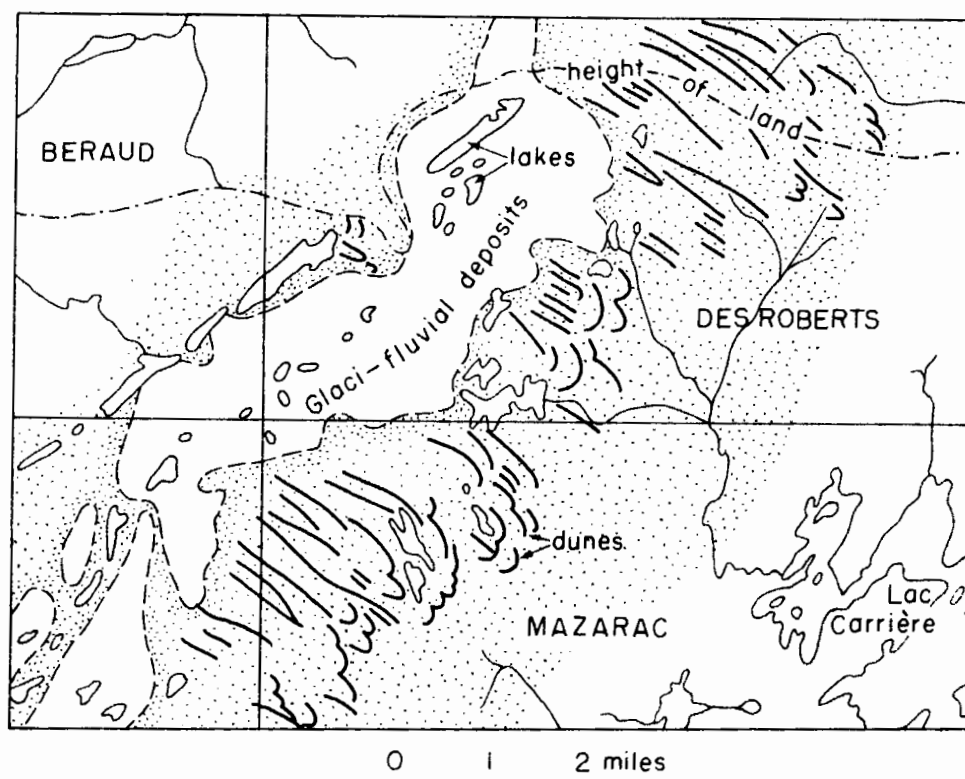 height of land
BERAUD
lakes
Glaci-fluvial deposits
DES ROBERTS
dunes
Lac
Carrière
MAZARAC
0 1 2 miles